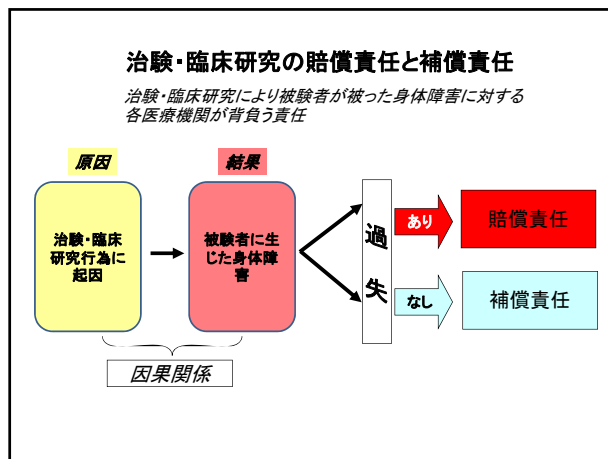 治験・臨床研究の賠償責任と補償責任
治験・臨床研究により被験者が被った身体障害に対する
各医療機関が背負う責任
原因
結果
治験・臨床
研究行為に
起因
被験者に生
じた身体障
害
過
失
あり
賠償責任
なし
補償責任
因果関係